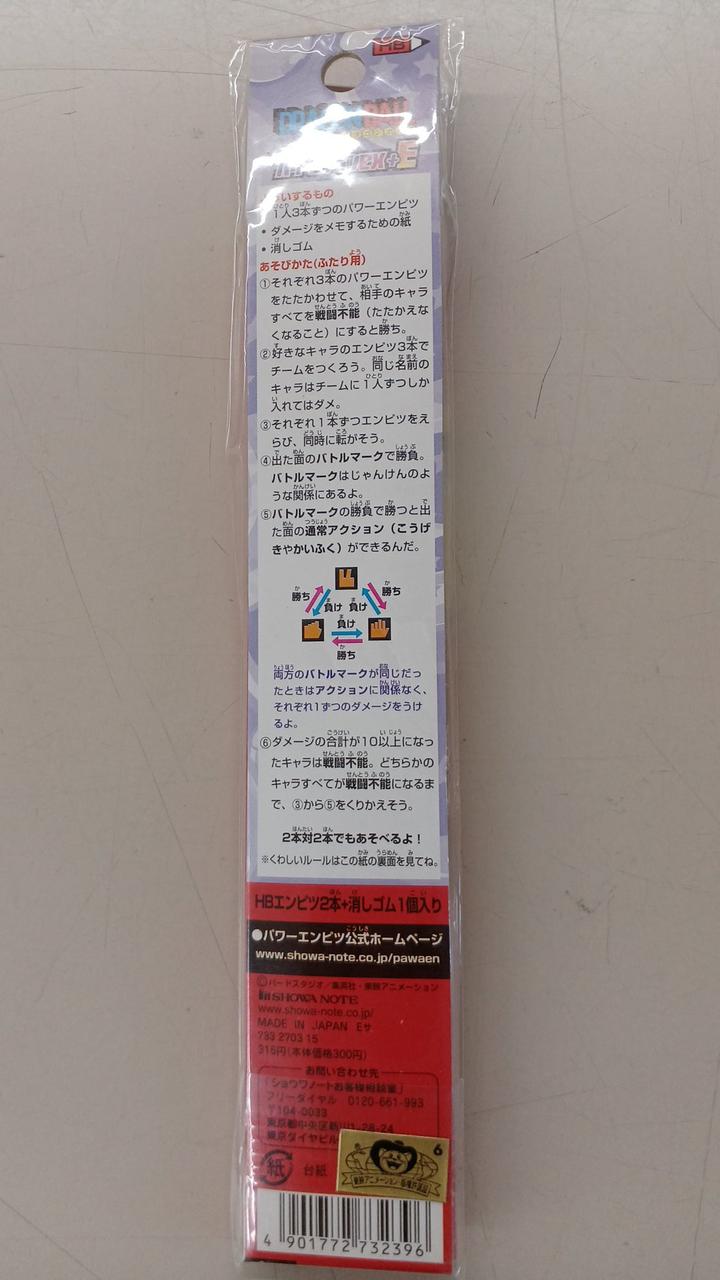 HB
DRAGONBALL
+E
いするもの
1人3本ずつのパワーエンピツ
•ダメージをメモするための紙
•消しゴム
あそびかた(ふたり用)
①それぞれ3本のパワーエンピツ
をたたかわせて、相手のキャラ
すべてを戦闘不能（たたかえな
くなること）にすると勝ち。
②好きなキャラのエンピツ3本で
チームをつくろう。同じ名前の
キャラはチームに1人ずつしか
入れてはダメ。
③それぞれ1本ずつエンピツをえ
らび、同時に転がそう。
④出た面のバトルマークで勝負。
バトルマークはじゃんけんのよ
うな関係にあるよ。
⑤バトルマークの勝負で勝つと出
た面の通常アクション（こうげ
きやかいふく）ができるんだ。
勝ち 負け 負け 勝ち
負け
勝ち
両方のバトルマークが同じだっ
たときはアクションに関係なく、
それぞれ1ずつのダメージをうけ
るよ。
⑥ダメージの合計が10以上になっ
たキャラは戦闘不能。どちらかの
キャラすべてが戦闘不能になるま
で、③から⑤をくりかえそう。
2本対2本でもあそべるよ！
※くわしいルールはこの紙の裏面を見てね。
HBエンピツ2本+消しゴム1個入り
●パワーエンピツ公式ホームページ
www.showa-note.co.jp/pawaen
©バードスタジオ／集英社・東映アニメーション
SHOWA NOTE
www.showa-note.co.jp/
MADE IN JAPAN Eサ
733 2703 15
315円(本体価格300円)
お問い合わせ先
「ショウワノートお客様相談室」
フリーダイヤル 0120-661-993
〒104-0033
東京都中央区新川1-28-24
東京ダイヤビル
紙 台紙
6
東映アニメーション
4 901772 732396